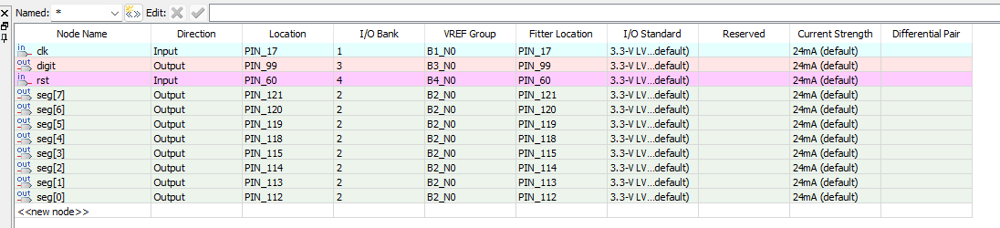 Named: * Edit:
Node Name Direction Location I/O Bank VREF Group Fitter Location I/O Standard Reserved Current Strength Differential Pair
in clk Input PIN_17 1 B1_N0 PIN_17 3.3-V LV...default) 24mA (default)
out digit Output PIN_99 3 B3_N0 PIN_99 3.3-V LV...default) 24mA (default)
in rst Input PIN_60 4 B4_N0 PIN_60 3.3-V LV...default) 24mA (default)
out seg[7] Output PIN_121 2 B2_N0 PIN_121 3.3-V LV...default) 24mA (default)
out seg[6] Output PIN_120 2 B2_N0 PIN_120 3.3-V LV...default) 24mA (default)
out seg[5] Output PIN_119 2 B2_N0 PIN_119 3.3-V LV...default) 24mA (default)
out seg[4] Output PIN_118 2 B2_N0 PIN_118 3.3-V LV...default) 24mA (default)
out seg[3] Output PIN_115 2 B2_N0 PIN_115 3.3-V LV...default) 24mA (default)
out seg[2] Output PIN_114 2 B2_N0 PIN_114 3.3-V LV...default) 24mA (default)
out seg[1] Output PIN_113 2 B2_N0 PIN_113 3.3-V LV...default) 24mA (default)
out seg[0] Output PIN_112 2 B2_N0 PIN_112 3.3-V LV...default) 24mA (default)
<<new node>>